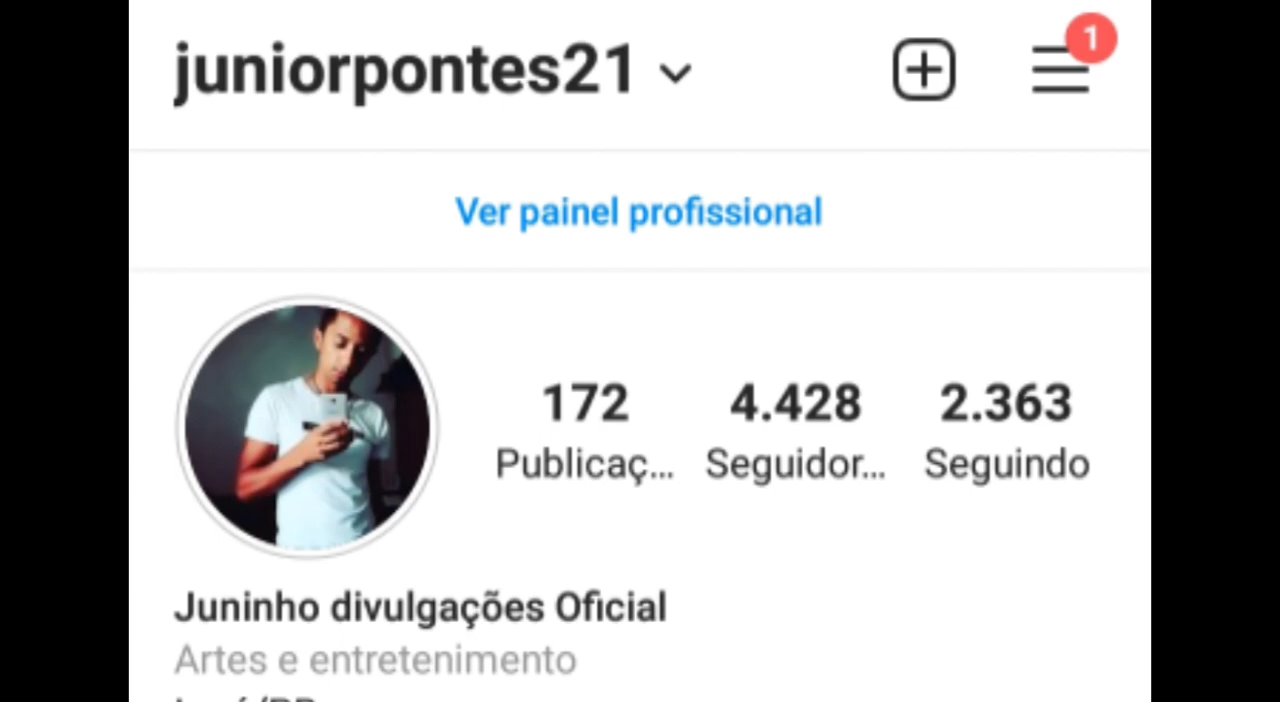 juniorpontes21
1
Ver painel profissional
172 4.428 2.363
Publicaç... Seguidor... Seguindo
Juninho divulgações Oficial
Artes e entretenimento